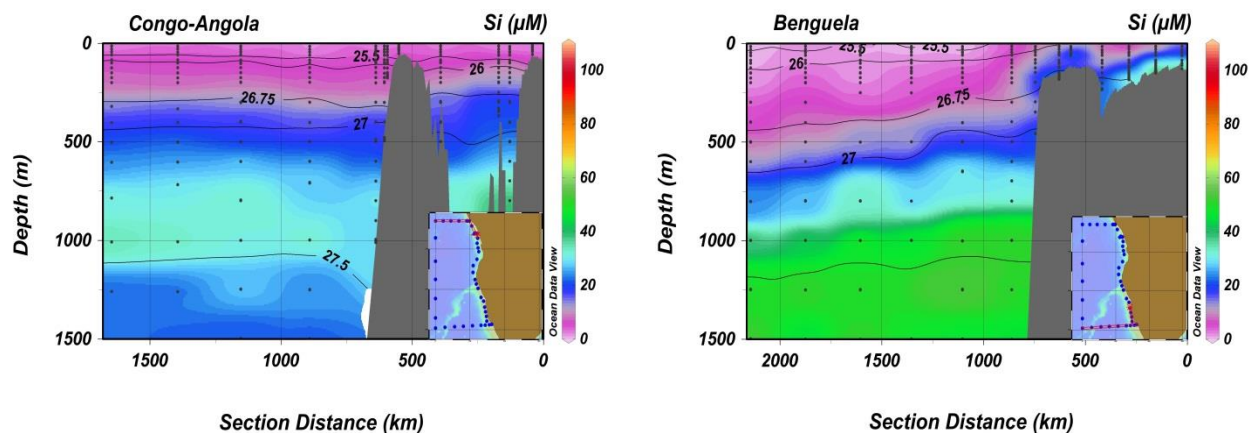 Congo-Angola Si (µM)
0
500
1000
1500
Depth (m)
25.5
26
26.75
27
27.5
1500 1000 500 0
Section Distance (km)
100
80
60
40
20
0
Ocean Data View
Benguela Si (µM)
0
500
1000
1500
Depth (m)
25.5 25.5
26
26.75
27
2000 1500 1000 500 0
Section Distance (km)
100
80
60
40
20
0
Ocean Data View